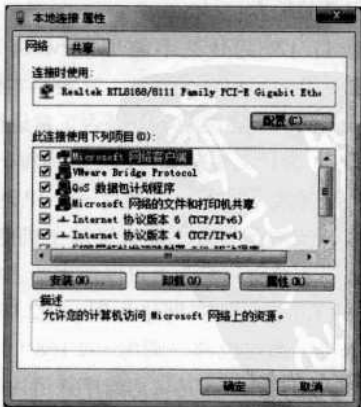 本地连接 属性
网络 共享
连接时使用:
Realtek RTL8168/8111 Family PCI-E Gigabit Ethe
配置(C)...
此连接使用下列项目(O):
Microsoft 网络客户端
VMware Bridge Protocol
QoS 数据包计划程序
Microsoft 网络的文件和打印机共享
Internet 协议版本 6 (TCP/IPv6)
Internet 协议版本 4 (TCP/IPv4)
安装(N)... 卸载(U) 属性(R)
描述
允许您的计算机访问 Microsoft 网络上的资源。
确定 取消